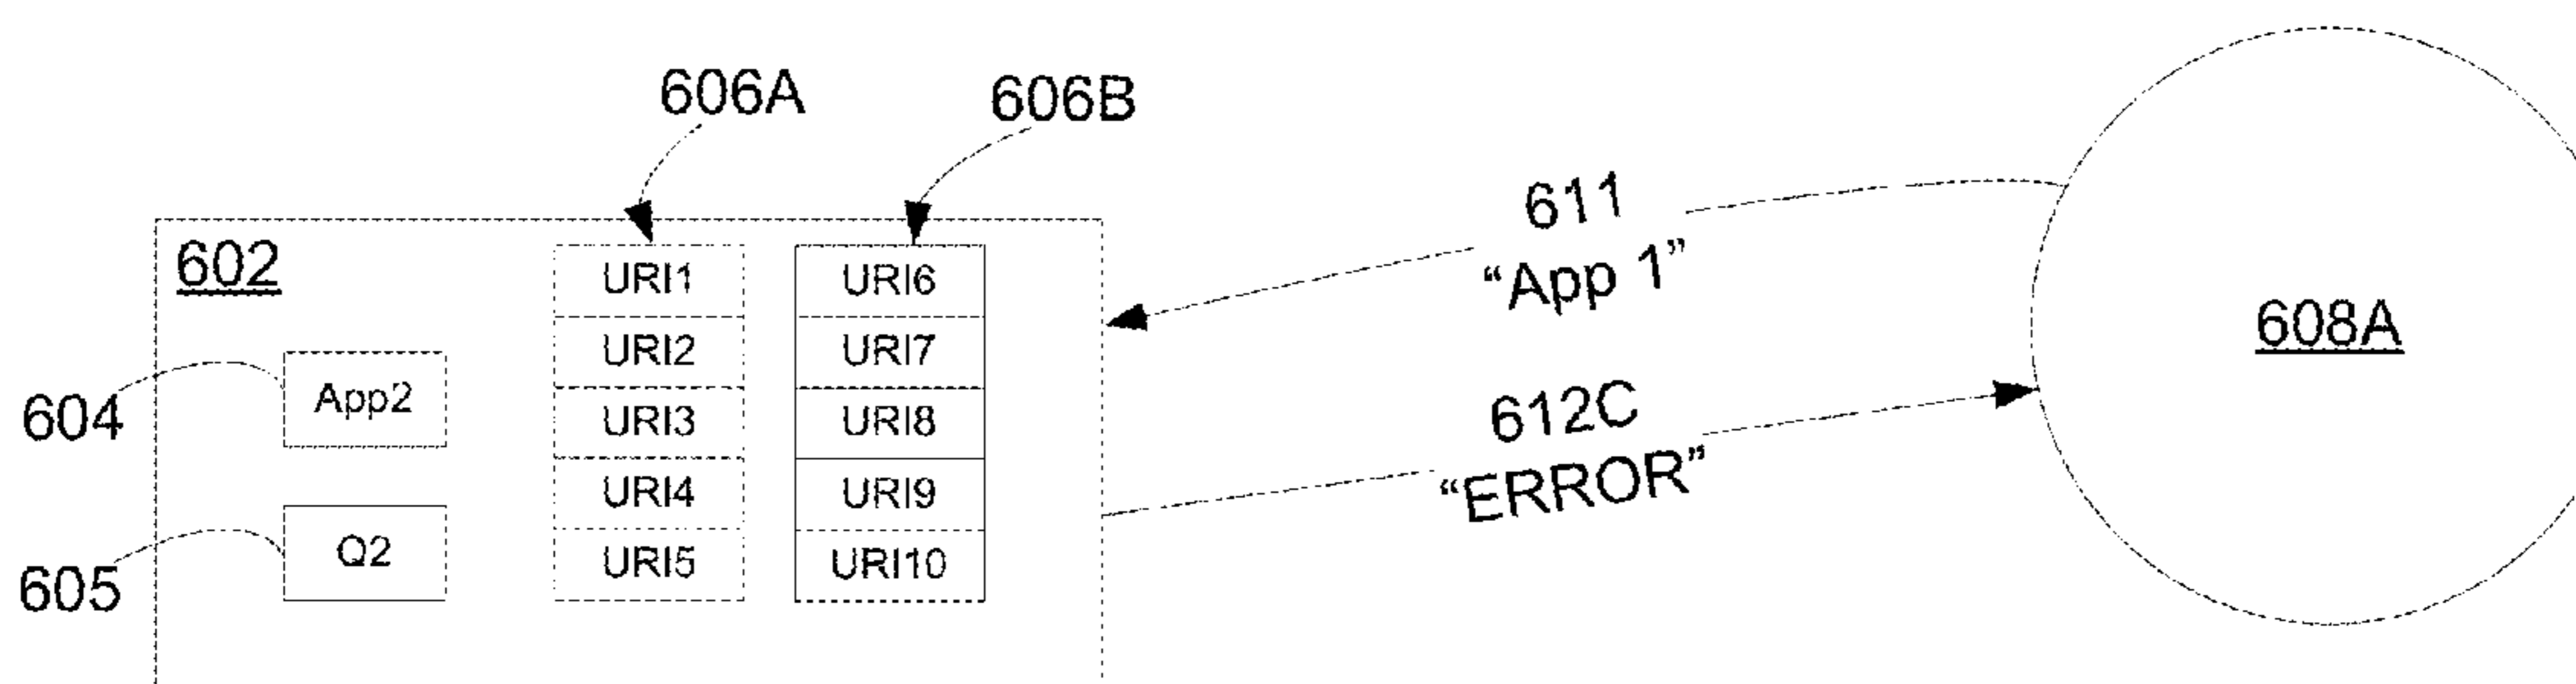 606A
606B
602
URI1
URI2
URI3
URI4
URI5
URI6
URI7
URI8
URI9
URI10
604
App2
605
Q2
611
“App 1”
612C
“ERROR”
608A